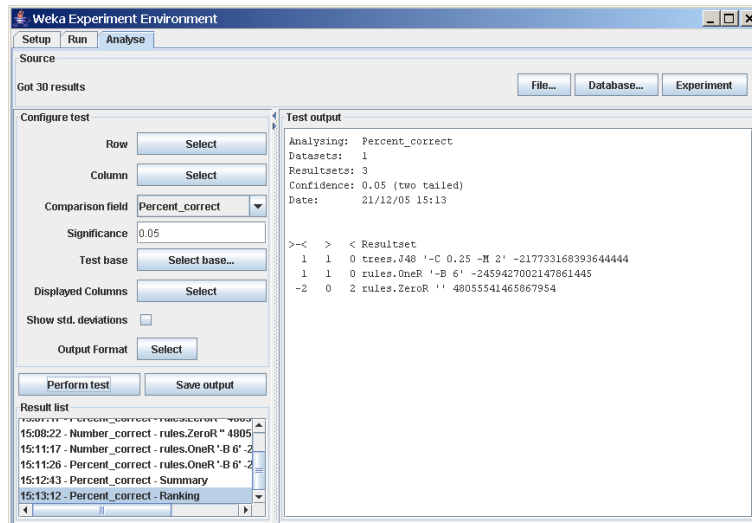 Weka Experiment Environment
Setup Run Analyse
Source
Got 30 results
File... Database... Experiment
Configure test
Row Select
Column Select
Comparison field Percent_correct
Significance 0.05
Test base Select base...
Displayed Columns Select
Show std. deviations
Output Format Select
Perform test Save output
Result list
15:08:22 - Number_correct - rules.ZeroR '' 4805
15:11:17 - Number_correct - rules.OneR '-B 6' -2
15:11:26 - Percent_correct - rules.OneR '-B 6' -2
15:12:43 - Percent_correct - Summary
15:13:12 - Percent_correct - Ranking
Test output
Analysing: Percent_correct
Datasets: 1
Resultsets: 3
Confidence: 0.05 (two tailed)
Date: 21/12/05 15:13
>-< > < Resultset
1 1 0 trees.J48 '-C 0.25 -M 2' -217733168393644444
1 1 0 rules.OneR '-B 6' -2459427002147861445
-2 0 2 rules.ZeroR '' 48055541465867954